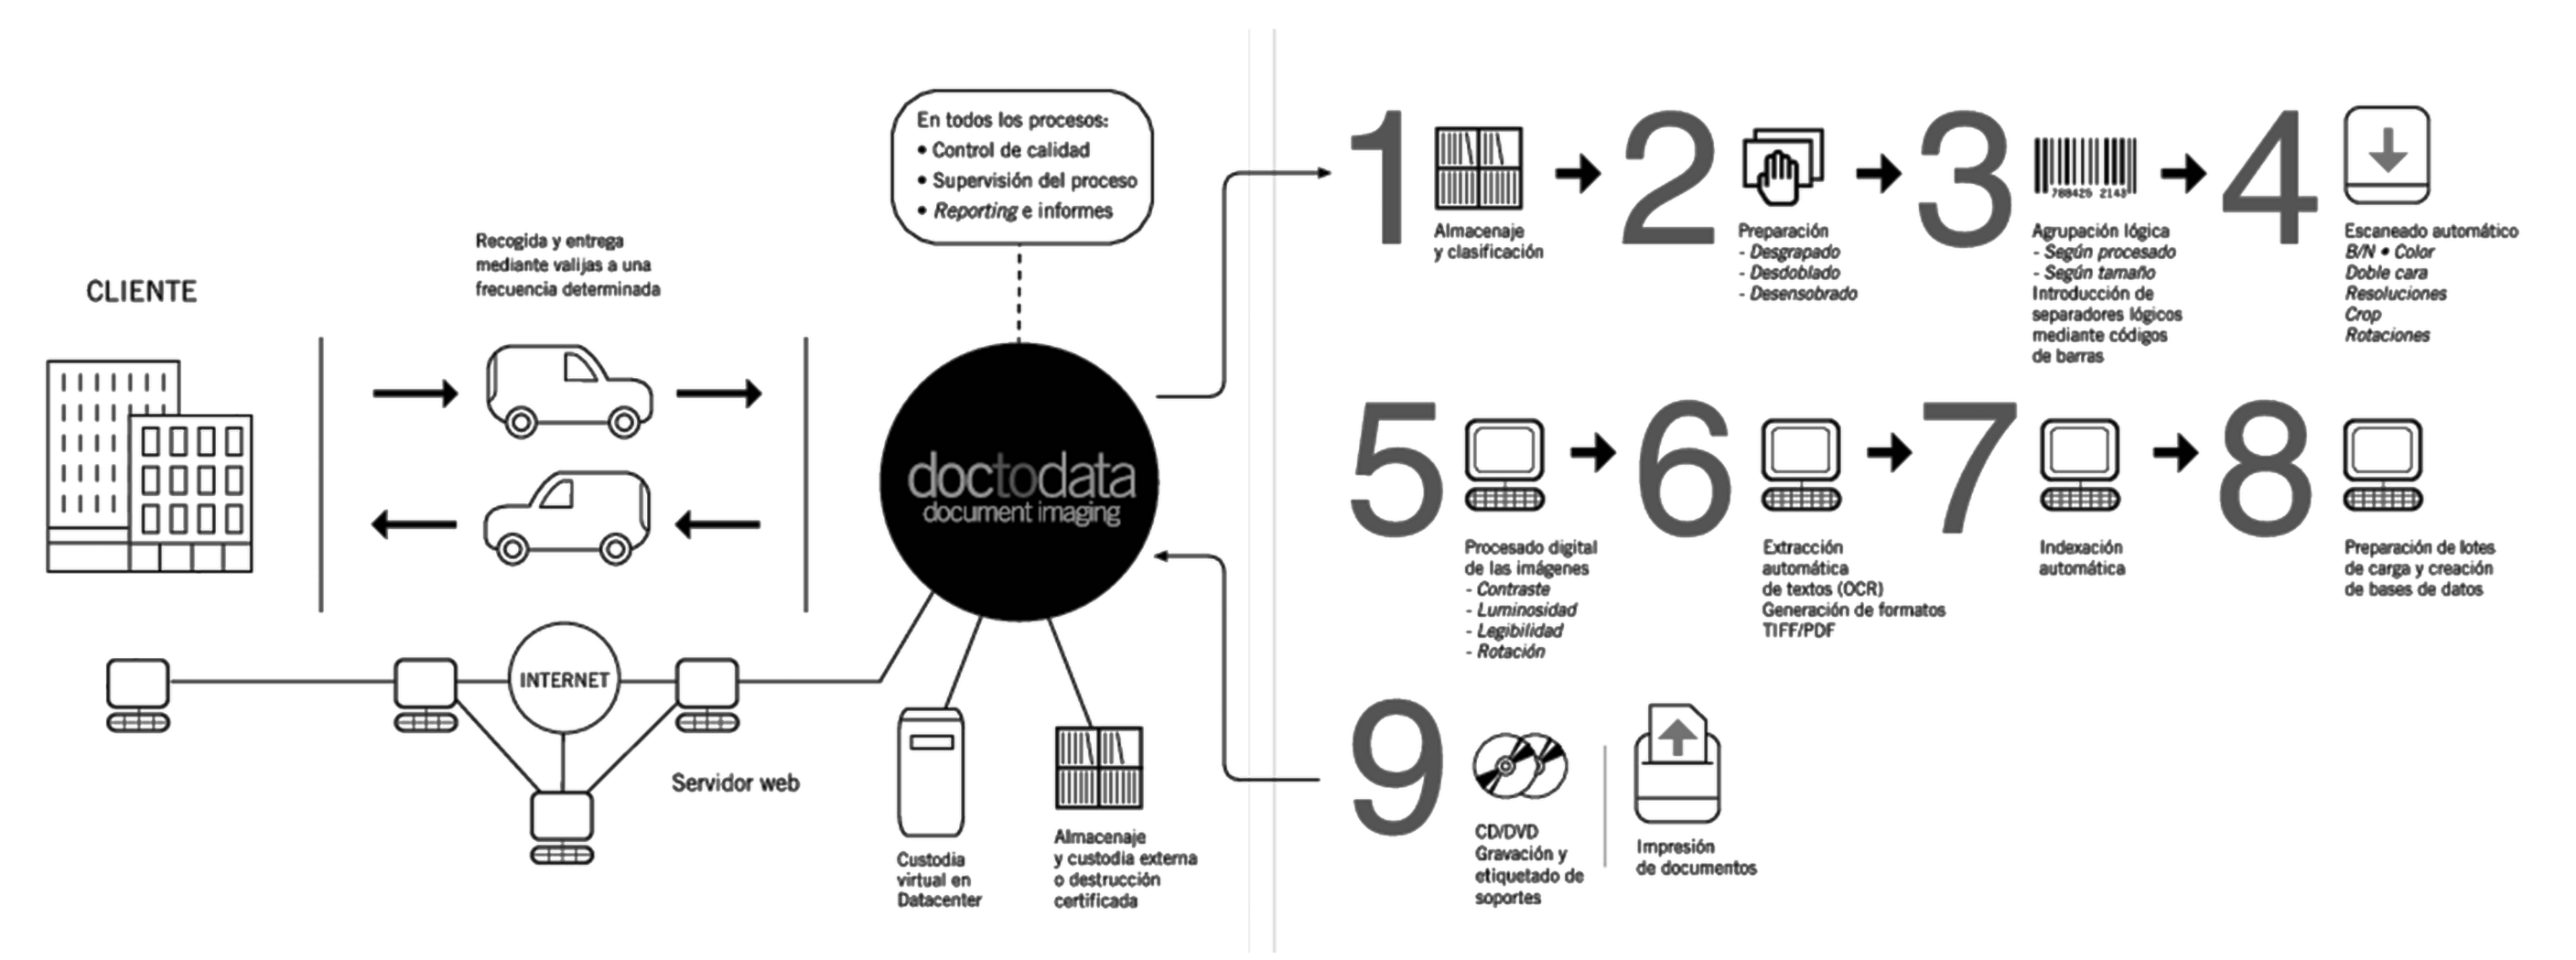 CLIENTE
Recogida y entrega
mediante valijas a una
frecuencia determinada
En todos los procesos:
• Control de calidad
• Supervisión del proceso
• Reporting e informes
doctodata
document imaging
INTERNET
Servidor web
Custodia
virtual en
Datacenter
Almacenaje
y custodia externa
o destrucción
certificada
1
Almacenaje
y clasificación
2
Preparación
- Desgrapado
- Desdoblado
- Desensobrado
3
788425 2143
Agrupación lógica
- Según procesado
- Según tamaño
Introducción de
separadores lógicos
mediante códigos
de barras
4
Escaneado automático
B/N • Color
Doble cara
Resoluciones
Crop
Rotaciones
5
Procesado digital
de las imágenes
- Contraste
- Luminosidad
- Legibilidad
- Rotación
6
Extracción
automática
de textos (OCR)
Generación de formatos
TIFF/PDF
7
Indexación
automática
8
Preparación de lotes
de carga y creación
de bases de datos
9
CD/DVD
Gravación y
etiquetado de
soportes
Impresión
de documentos